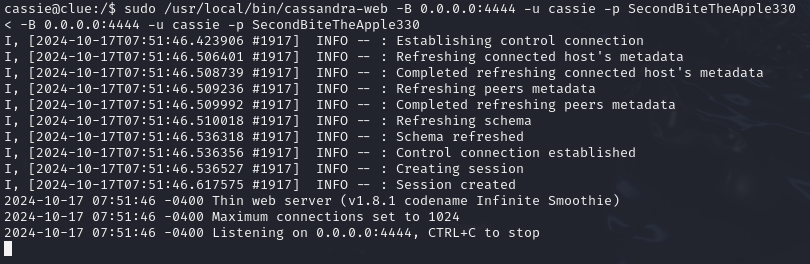 cassie@clue:/$ sudo /usr/local/bin/cassandra-web -B 0.0.0.0:4444 -u cassie -p SecondBiteTheApple330
< -B 0.0.0.0:4444 -u cassie -p SecondBiteTheApple330
I, [2024-10-17T07:51:46.423906 #1917]  INFO -- : Establishing control connection
I, [2024-10-17T07:51:46.506401 #1917]  INFO -- : Refreshing connected host's metadata
I, [2024-10-17T07:51:46.508739 #1917]  INFO -- : Completed refreshing connected host's metadata
I, [2024-10-17T07:51:46.509236 #1917]  INFO -- : Refreshing peers metadata
I, [2024-10-17T07:51:46.509992 #1917]  INFO -- : Completed refreshing peers metadata
I, [2024-10-17T07:51:46.510018 #1917]  INFO -- : Refreshing schema
I, [2024-10-17T07:51:46.536318 #1917]  INFO -- : Schema refreshed
I, [2024-10-17T07:51:46.536356 #1917]  INFO -- : Control connection established
I, [2024-10-17T07:51:46.536527 #1917]  INFO -- : Creating session
I, [2024-10-17T07:51:46.617575 #1917]  INFO -- : Session created
2024-10-17 07:51:46 -0400 Thin web server (v1.8.1 codename Infinite Smoothie)
2024-10-17 07:51:46 -0400 Maximum connections set to 1024
2024-10-17 07:51:46 -0400 Listening on 0.0.0.0:4444, CTRL+C to stop